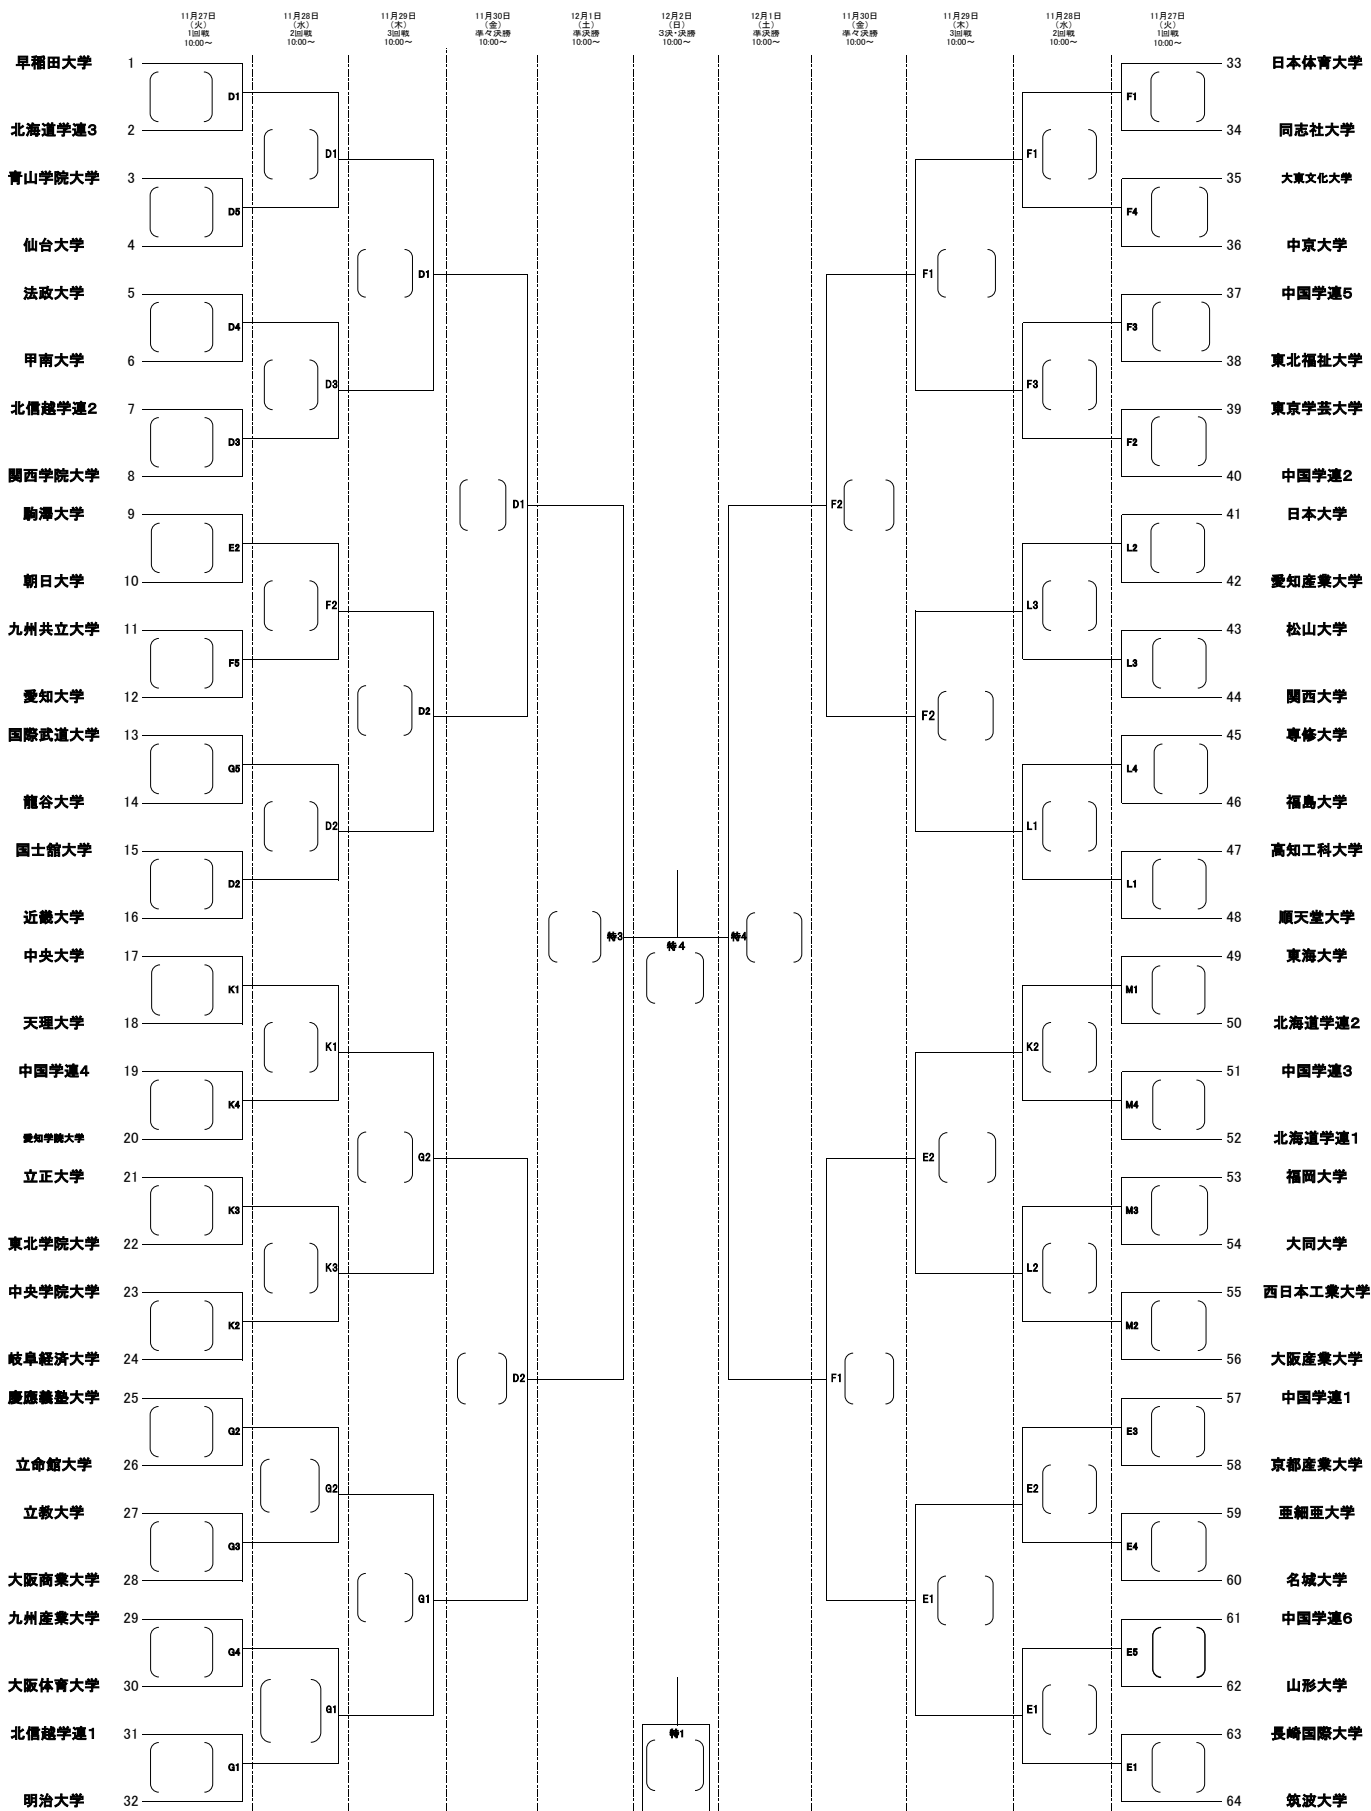 11月27日 11月28日 11月29日 11月30日 12月1日 12月2日 12月1日 11月30日 11月29日 11月28日 11月27日
(火) (水) (木) (金) (土) (日) (土) (金) (木) (水) (火)
1回戦 2回戦 3回戦 準々決勝 準決勝 3決・決勝 準決勝 準々決勝 3回戦 2回戦 1回戦
10:00～ 10:00～ 10:00～ 10:00～ 10:00～ 10:00～ 10:00～ 10:00～ 10:00～ 10:00～ 10:00～
早稲田大学 1 33 日本体育大学
D1 F1
北海道学連3 2 34 同志社大学
D1 F1
青山学院大学 3 35 大東文化大学
D5 F4
仙台大学 4 36 中京大学
D1 F1
法政大学 5 37 中国学連5
D4 F3
甲南大学 6 38 東北福祉大学
D3 F3
北信越学連2 7 39 東京学芸大学
D3 F2
関西学院大学 8 40 中国学連2
D1 F2
駒澤大学 9 41 日本大学
E2 L2
朝日大学 10 42 愛知産業大学
F2 L3
九州共立大学 11 43 松山大学
F5 L3
愛知大学 12 44 関西大学
D2 F2
国際武道大学 13 45 専修大学
G5 L4
龍谷大学 14 46 福島大学
D2 L1
国士舘大学 15 47 高知工科大学
D2 L1
近畿大学 16 48 順天堂大学
特3 特4 特4
中央大学 17 49 東海大学
K1 M1
天理大学 18 50 北海道学連2
K1 K2
中国学連4 19 51 中国学連3
K4 M4
愛知学院大学 20 52 北海道学連1
G2 E2
立正大学 21 53 福岡大学
K3 M3
東北学院大学 22 54 大同大学
K3 L2
中央学院大学 23 55 西日本工業大学
K2 M2
岐阜経済大学 24 56 大阪産業大学
D2 F1
慶應義塾大学 25 57 中国学連1
G2 E3
立命館大学 26 58 京都産業大学
G2 E2
立教大学 27 59 亜細亜大学
G3 E4
大阪商業大学 28 60 名城大学
G1 E1
九州産業大学 29 61 中国学連6
G4 E5
大阪体育大学 30 62 山形大学
G1 E1
北信越学連1 31 特1 63 長崎国際大学
G1 E1
明治大学 32 64 筑波大学